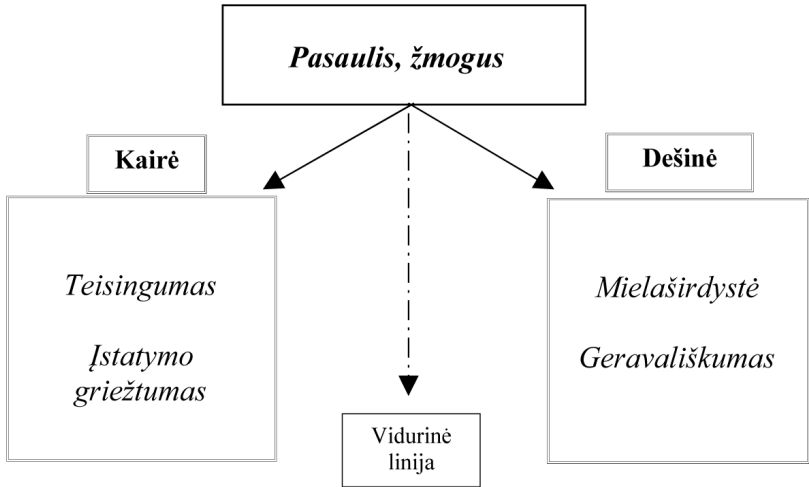 Pasaulis, žmogus
Kairė
Dešinė
Teisingumas
Įstatymo
griežtumas
Mielaširdystė
Geravališkumas
Vidurinė
linija